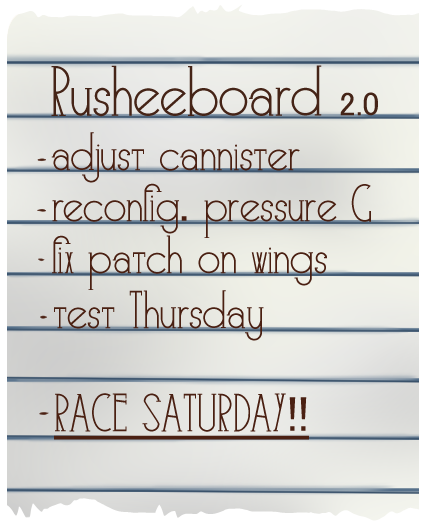 Rusheeboard 2.0
- adjust cannister
- reconfig. pressure G
- fix patch on wings
- test Thursday
- RACE SATURDAY!!